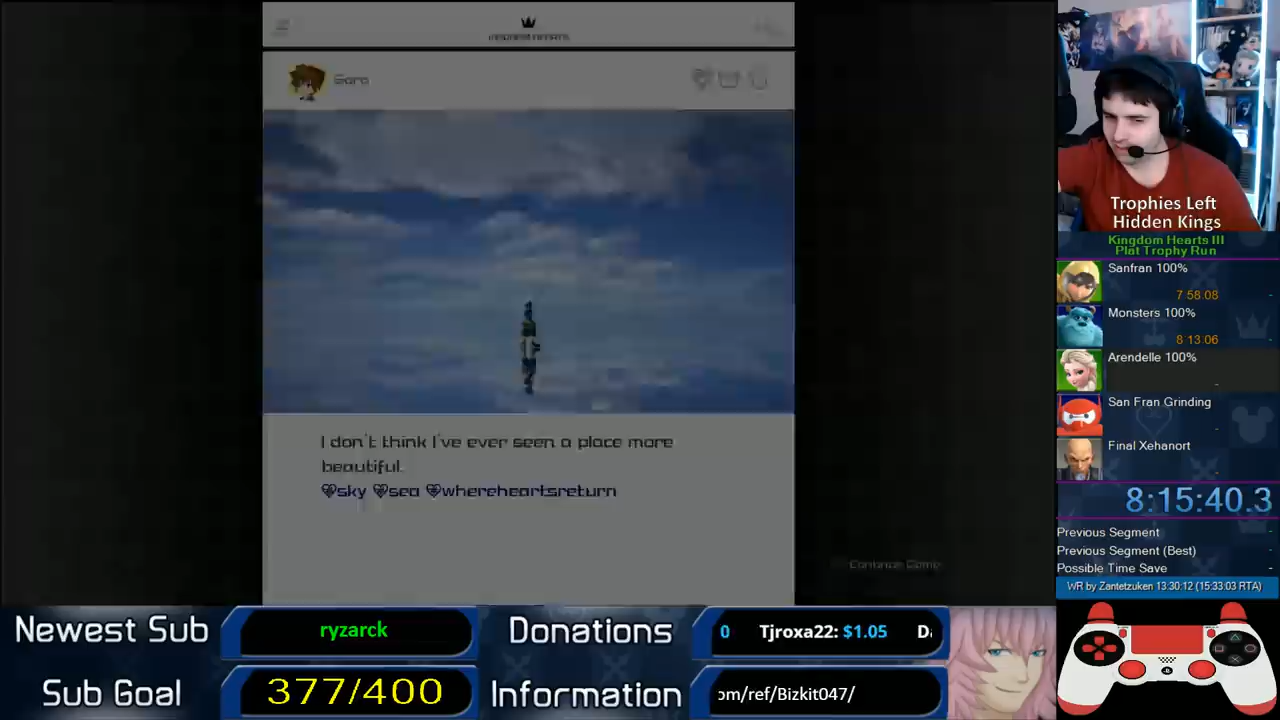 Sora
I don't think I've ever seen a place more
beautiful.
sky sea whereheartsreturn
Trophies Left
Hidden Kings
Kingdom Hearts III
Plat Trophy Run
Sanfran 100%
7 58.08 -
Monsters 100%
8 13.06 -
Arendelle 100%
-
San Fran Grinding
-
Final Xehanort
-
8:15:40.3
Previous Segment -
Previous Segment (Best) -
Possible Time Save -
WR by Zantetzuken 13:30:12 (15:33:03 RTA)
Newest Sub
ryzarck
Donations
0 Tjroxa22: $1.05
Sub Goal
377/400
Information
om/ref/Bizkit047/